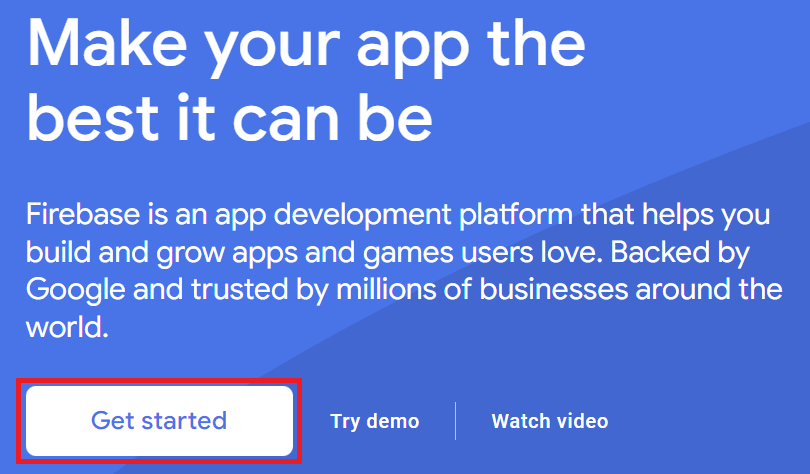 Make your app the
best it can be
Firebase is an app development platform that helps you
build and grow apps and games users love. Backed by
Google and trusted by millions of businesses around the
world.
Get started
Try demo
Watch video